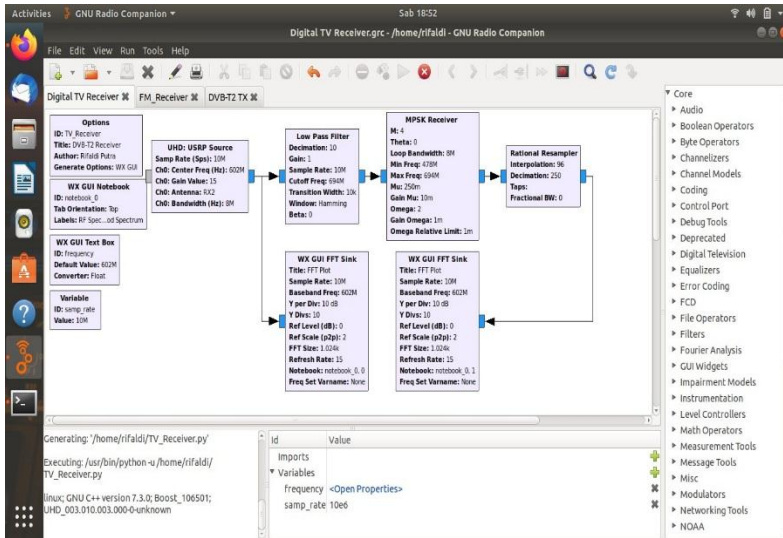 Activities
GNU Radio Companion
Sab 18:52
Digital TV Receiver.grc - /home/rifaldi - GNU Radio Companion
File Edit View Run Tools Help
Digital TV Receiver
FM_Receiver
DVB-T2 TX
Options
ID: TV_Receiver
Title: DVB-T2 Receiver
Author: Rifaldi Putra
Generate Options: WX GUI
WX GUI Notebook
ID: notebook_0
Tab Orientation: Top
Labels: RF Spec...od Spectrum
WX GUI Text Box
ID: frequency
Default Value: 602M
Converter: Float
Variable
ID: samp_rate
Value: 10M
UHD: USRP Source
Samp Rate (Sps): 10M
Ch0: Center Freq (Hz): 602M
Ch0: Gain Value: 15
Ch0: Antenna: RX2
Ch0: Bandwidth (Hz): 8M
Low Pass Filter
Decimation: 10
Gain: 1
Sample Rate: 10M
Cutoff Freq: 694M
Transition Width: 10k
Window: Hamming
Beta: 0
MPSK Receiver
M: 4
Theta: 0
Loop Bandwidth: 8M
Min Freq: 478M
Max Freq: 694M
Mu: 250m
Gain Mu: 10m
Omega: 2
Gain Omega: 1m
Omega Relative Limit: 1m
Rational Resampler
Interpolation: 96
Decimation: 250
Taps:
Fractional BW: 0
WX GUI FFT Sink
Title: FFT Plot
Sample Rate: 10M
Baseband Freq: 602M
Y per Div: 10 dB
Y Divs: 10
Ref Level (dB): 0
Ref Scale (p2p): 2
FFT Size: 1.024k
Refresh Rate: 15
Notebook: notebook_0, 0
Freq Set Varname: None
WX GUI FFT Sink
Title: FFT Plot
Sample Rate: 10M
Baseband Freq: 602M
Y per Div: 10 dB
Y Divs: 10
Ref Level (dB): 0
Ref Scale (p2p): 2
FFT Size: 1.024k
Refresh Rate: 15
Notebook: notebook_0, 1
Freq Set Varname: None
Core
Audio
Boolean Operators
Byte Operators
Channelizers
Channel Models
Coding
Control Port
Debug Tools
Deprecated
Digital Television
Equalizers
Error Coding
FCD
File Operators
Filters
Fourier Analysis
GUI Widgets
Impairment Models
Instrumentation
Level Controllers
Math Operators
Measurement Tools
Message Tools
Misc
Modulators
Networking Tools
NOAA
Generating: '/home/rifaldi/TV_Receiver.py'
Executing: /usr/bin/python -u /home/rifaldi/
TV_Receiver.py
linux; GNU C++ version 7.3.0; Boost_106501;
UHD_003.010.003.000-0-unknown
Id Value
Imports
Variables
frequency <Open Properties>
samp_rate 10e6